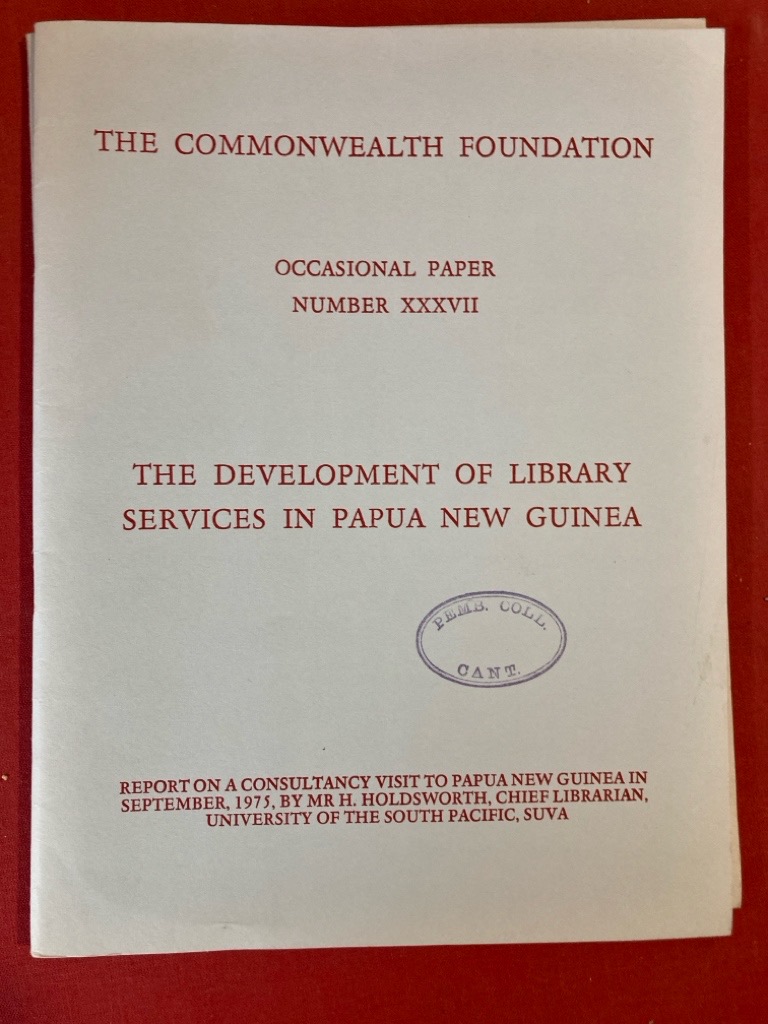 THE COMMONWEALTH FOUNDATION
OCCASIONAL PAPER
NUMBER XXXVII
THE DEVELOPMENT OF LIBRARY
SERVICES IN PAPUA NEW GUINEA
PEMB. COLL.
CANT.
REPORT ON A CONSULTANCY VISIT TO PAPUA NEW GUINEA IN
SEPTEMBER, 1975, BY MR H. HOLDSWORTH, CHIEF LIBRARIAN,
UNIVERSITY OF THE SOUTH PACIFIC, SUVA